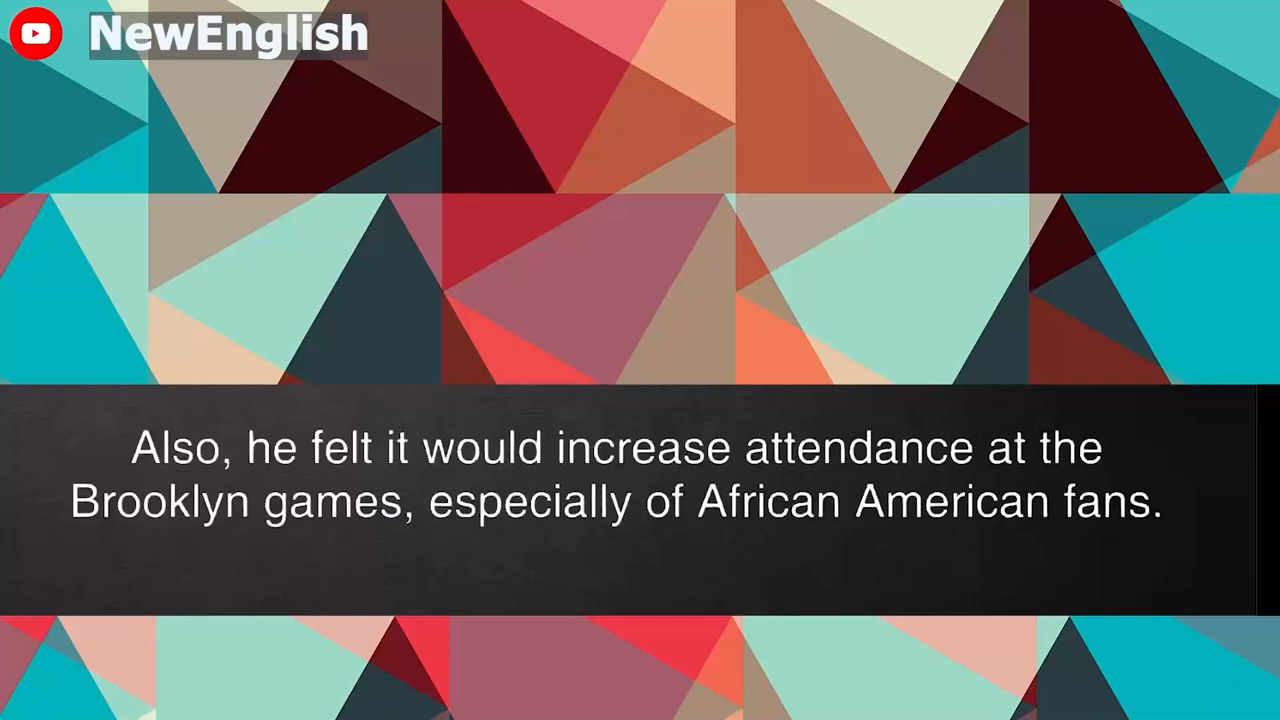 NewEnglish
Also, he felt it would increase attendance at the
Brooklyn games, especially of African American fans.